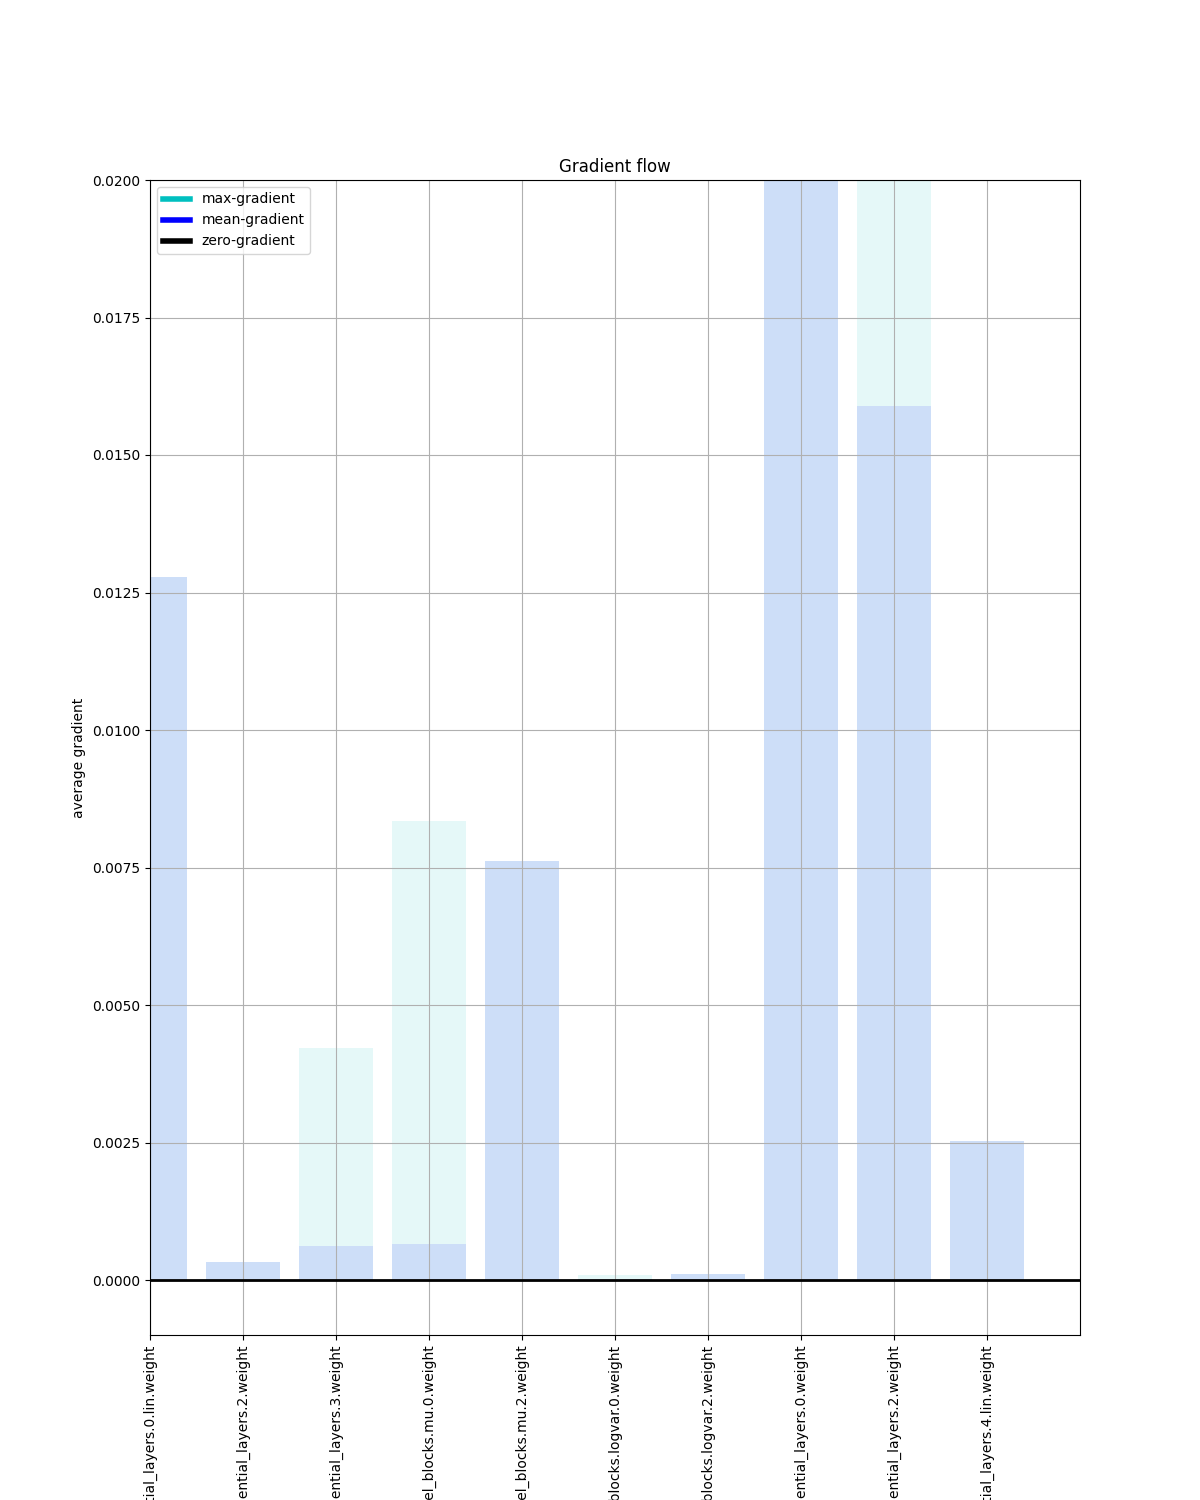 Gradient flow
max-gradient
mean-gradient
zero-gradient
0.0200
0.0175
0.0150
0.0125
0.0100
0.0075
0.0050
0.0025
0.0000
average gradient
tial_layers.0.lin.weight
ential_layers.2.weight
ential_layers.3.weight
el_blocks.mu.0.weight
el_blocks.mu.2.weight
blocks.logvar.0.weight
blocks.logvar.2.weight
ential_layers.0.weight
ential_layers.2.weight
tial_layers.4.lin.weight